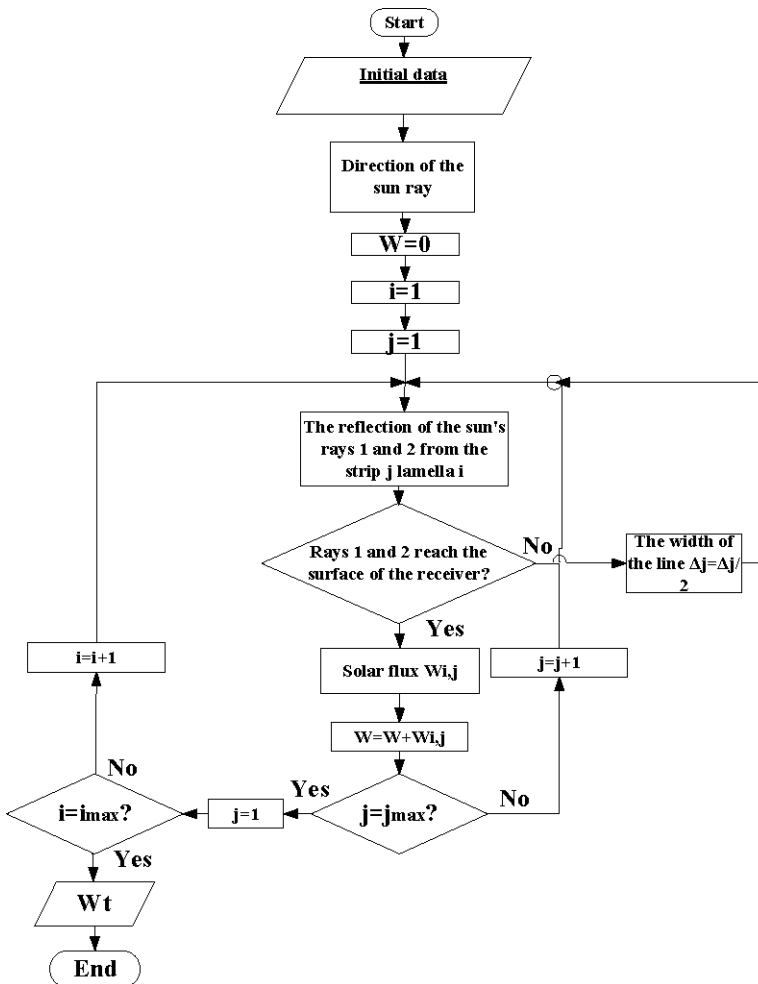 Start
Initial data
Direction of the
sun ray
W=0
i=1
j=1
The reflection of the sun's
rays 1 and 2 from the
strip j lamella i
Rays 1 and 2 reach the
surface of the receiver?
No
The width of
the line Δj=Δj/
2
Yes
i=i+1
Solar flux Wi,j
j=j+1
W=W+Wi,j
No
i=imax?
j=1
Yes
j=jmax?
No
Yes
Wt
End